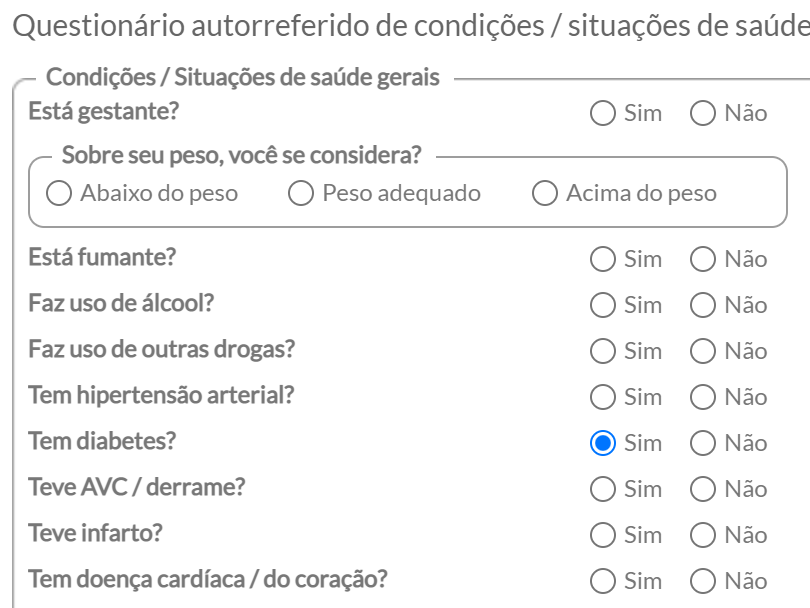 Questionário autorreferido de condições / situações de saúde
Condições / Situações de saúde gerais
Está gestante? Sim Não
Sobre seu peso, você se considera?
Abaixo do peso Peso adequado Acima do peso
Está fumante? Sim Não
Faz uso de álcool? Sim Não
Faz uso de outras drogas? Sim Não
Tem hipertensão arterial? Sim Não
Tem diabetes? Sim Não
Teve AVC / derrame? Sim Não
Teve infarto? Sim Não
Tem doença cardíaca / do coração? Sim Não